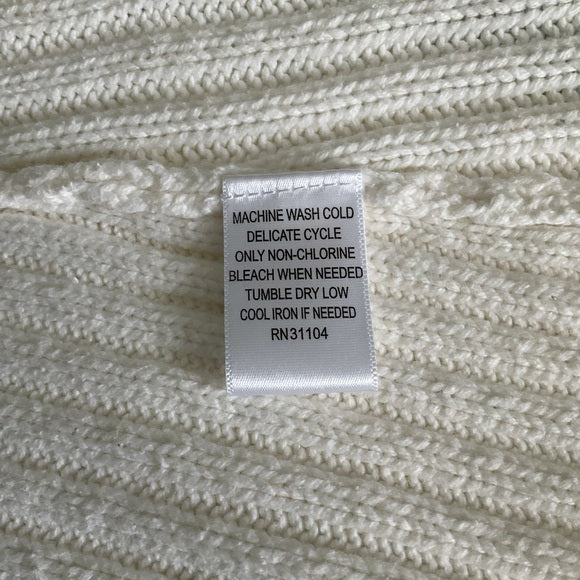 MACHINE WASH COLD
DELICATE CYCLE
ONLY NON-CHLORINE
BLEACH WHEN NEEDED
TUMBLE DRY LOW
COOL IRON IF NEEDED
RN31104